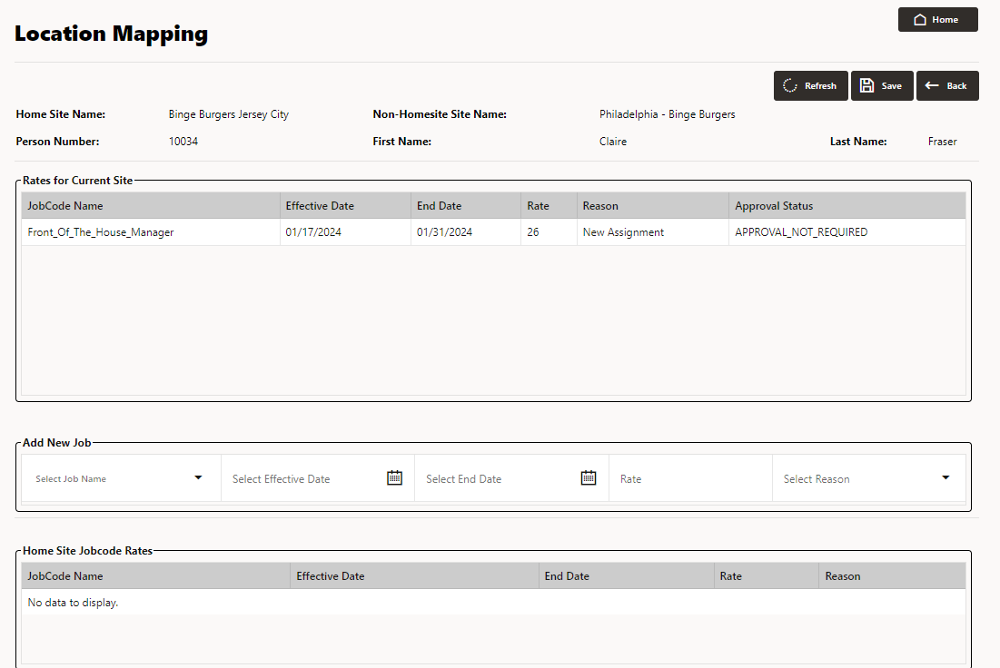 Home
Location Mapping
Refresh Save Back
Home Site Name: Binge Burgers Jersey City Non-Homesite Site Name: Philadelphia - Binge Burgers
Person Number: 10034 First Name: Claire Last Name: Fraser
Rates for Current Site
JobCode Name Effective Date End Date Rate Reason Approval Status
Front_Of_The_House_Manager 01/17/2024 01/31/2024 26 New Assignment APPROVAL_NOT_REQUIRED
Add New Job
Select Job Name Select Effective Date Select End Date Rate Select Reason
Home Site Jobcode Rates
JobCode Name Effective Date End Date Rate Reason
No data to display.